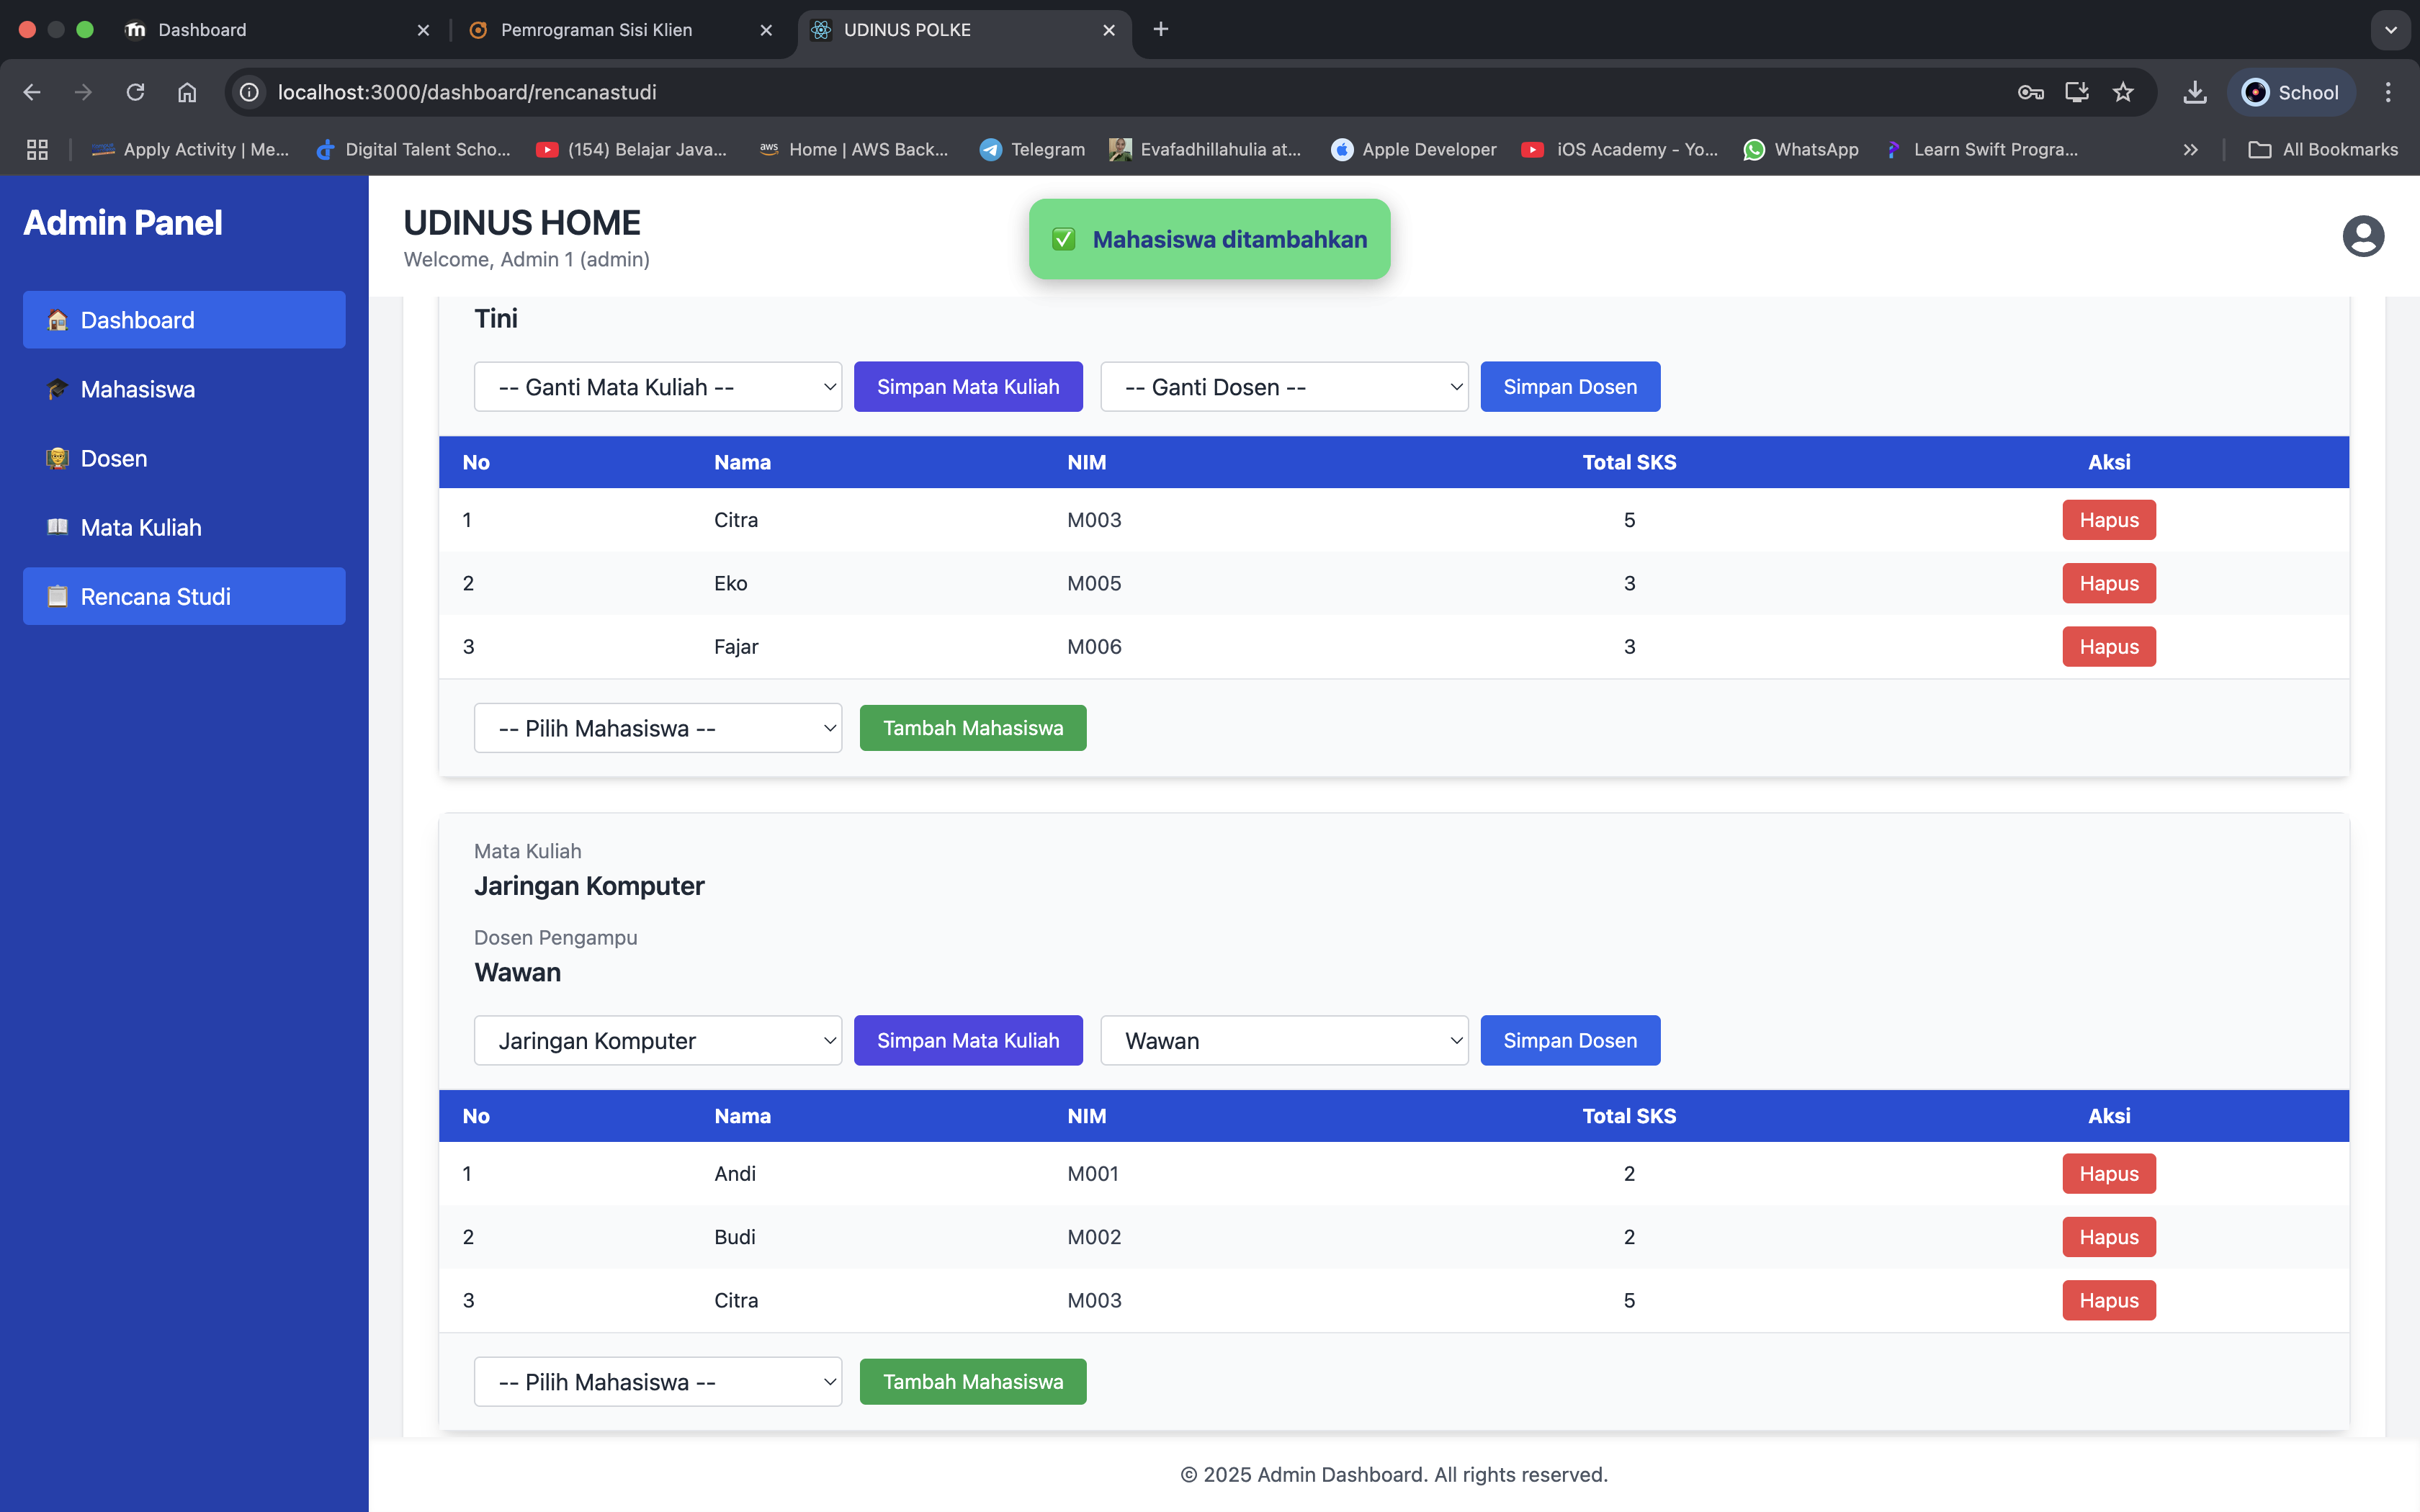 Dashboard
Pemrograman Sisi Klien
UDINUS POLKE
localhost:3000/dashboard/rencanastudi
School
Apply Activity | Me...
Digital Talent Scho...
(154) Belajar Java...
aws Home | AWS Back...
Telegram
Evafadhillahulia at...
Apple Developer
iOS Academy - Yo...
WhatsApp
Learn Swift Progra...
All Bookmarks
Admin Panel
Dashboard
Mahasiswa
Dosen
Mata Kuliah
Rencana Studi
UDINUS HOME
Welcome, Admin 1 (admin)
Mahasiswa ditambahkan
Tini
-- Ganti Mata Kuliah -- Simpan Mata Kuliah -- Ganti Dosen -- Simpan Dosen
No Nama NIM Total SKS Aksi
1 Citra M003 5 Hapus
2 Eko M005 3 Hapus
3 Fajar M006 3 Hapus
-- Pilih Mahasiswa -- Tambah Mahasiswa
Mata Kuliah
Jaringan Komputer
Dosen Pengampu
Wawan
Jaringan Komputer Simpan Mata Kuliah Wawan Simpan Dosen
No Nama NIM Total SKS Aksi
1 Andi M001 2 Hapus
2 Budi M002 2 Hapus
3 Citra M003 5 Hapus
-- Pilih Mahasiswa -- Tambah Mahasiswa
© 2025 Admin Dashboard. All rights reserved.